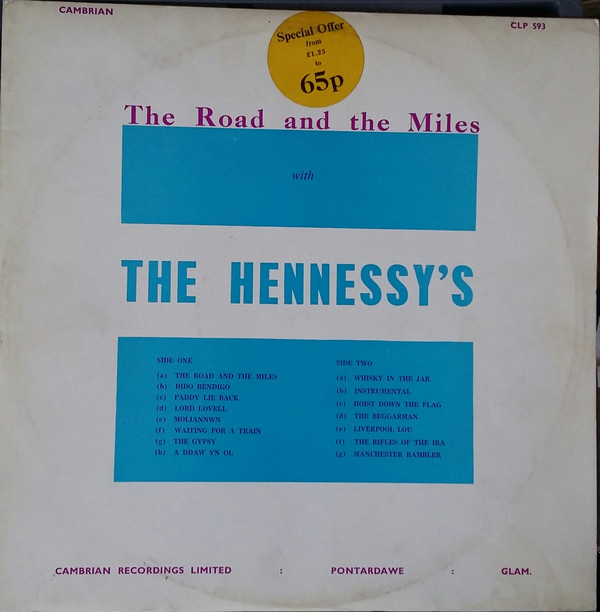 CAMBRIAN
CLP 593
Special Offer
from
£1.25
to
65p
The Road and the Miles
with
THE HENNESSY'S
SIDE ONE
(a) THE ROAD AND THE MILES
(b) DIDO BENDIGO
(c) PADDY LIE BACK
(d) LORD LOVELL
(e) MOLIANNWN
(f) WAITING FOR A TRAIN
(g) THE GYPSY
(h) A DDAW YN OL
SIDE TWO
(a) WHISKY IN THE JAR
(b) INSTRUMENTAL
(c) HOIST DOWN THE FLAG
(d) THE BEGGARMAN
(e) LIVERPOOL LOU
(f) THE RIFLES OF THE IRA
(g) MANCHESTER RAMBLER
CAMBRIAN RECORDINGS LIMITED : PONTARDAWE : GLAM.